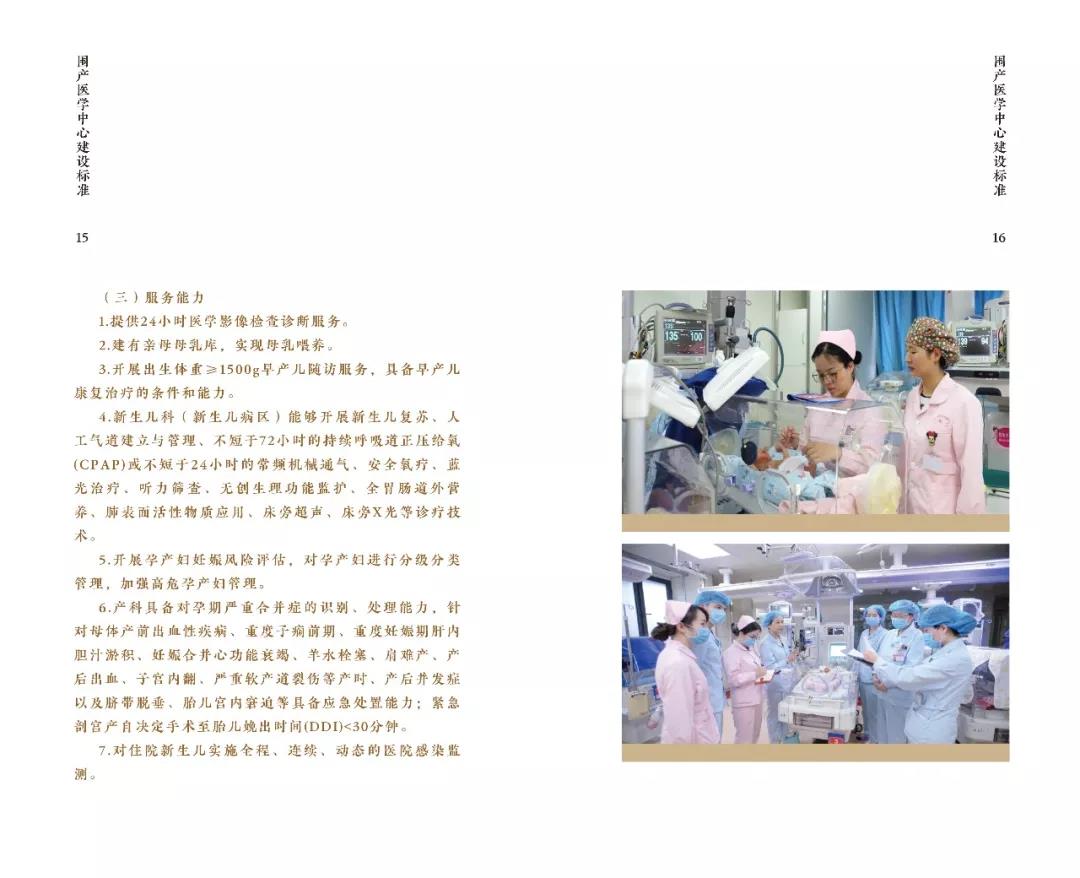 围产医学中心建设标准
15
（三）服务能力
1.提供24小时医学影像检查诊断服务。
2.建有亲母母乳库，实现母乳喂养。
3.开展出生体重≥1500g早产儿随访服务，具备早产儿
康复治疗的条件和能力。
4.新生儿科（新生儿病区）能够开展新生儿复苏、人
工气道建立与管理、不短于72小时的持续呼吸道正压给氧
(CPAP)或不短于24小时的常频机械通气、安全氧疗、蓝
光治疗、听力筛查、无创生理功能监护、全胃肠道外营
养、肺表面活性物质应用、床旁超声、床旁X光等诊疗技
术。
5.开展孕产妇妊娠风险评估，对孕产妇进行分级分类
管理，加强高危孕产妇管理。
6.产科具备对孕期严重合并症的识别、处理能力，针
对母体产前出血性疾病、重度子痫前期、重度妊娠期肝内
胆汁淤积、妊娠合并心功能衰竭、羊水栓塞、肩难产、产
后出血、子宫内翻、严重软产道裂伤等产时、产后并发症
以及脐带脱垂、胎儿宫内窘迫等具备应急处置能力；紧急
剖宫产自决定手术至胎儿娩出时间(DDI)<30分钟。
7.对住院新生儿实施全程、连续、动态的医院感染监
测。
围产医学中心建设标准
16
135
100
139
94